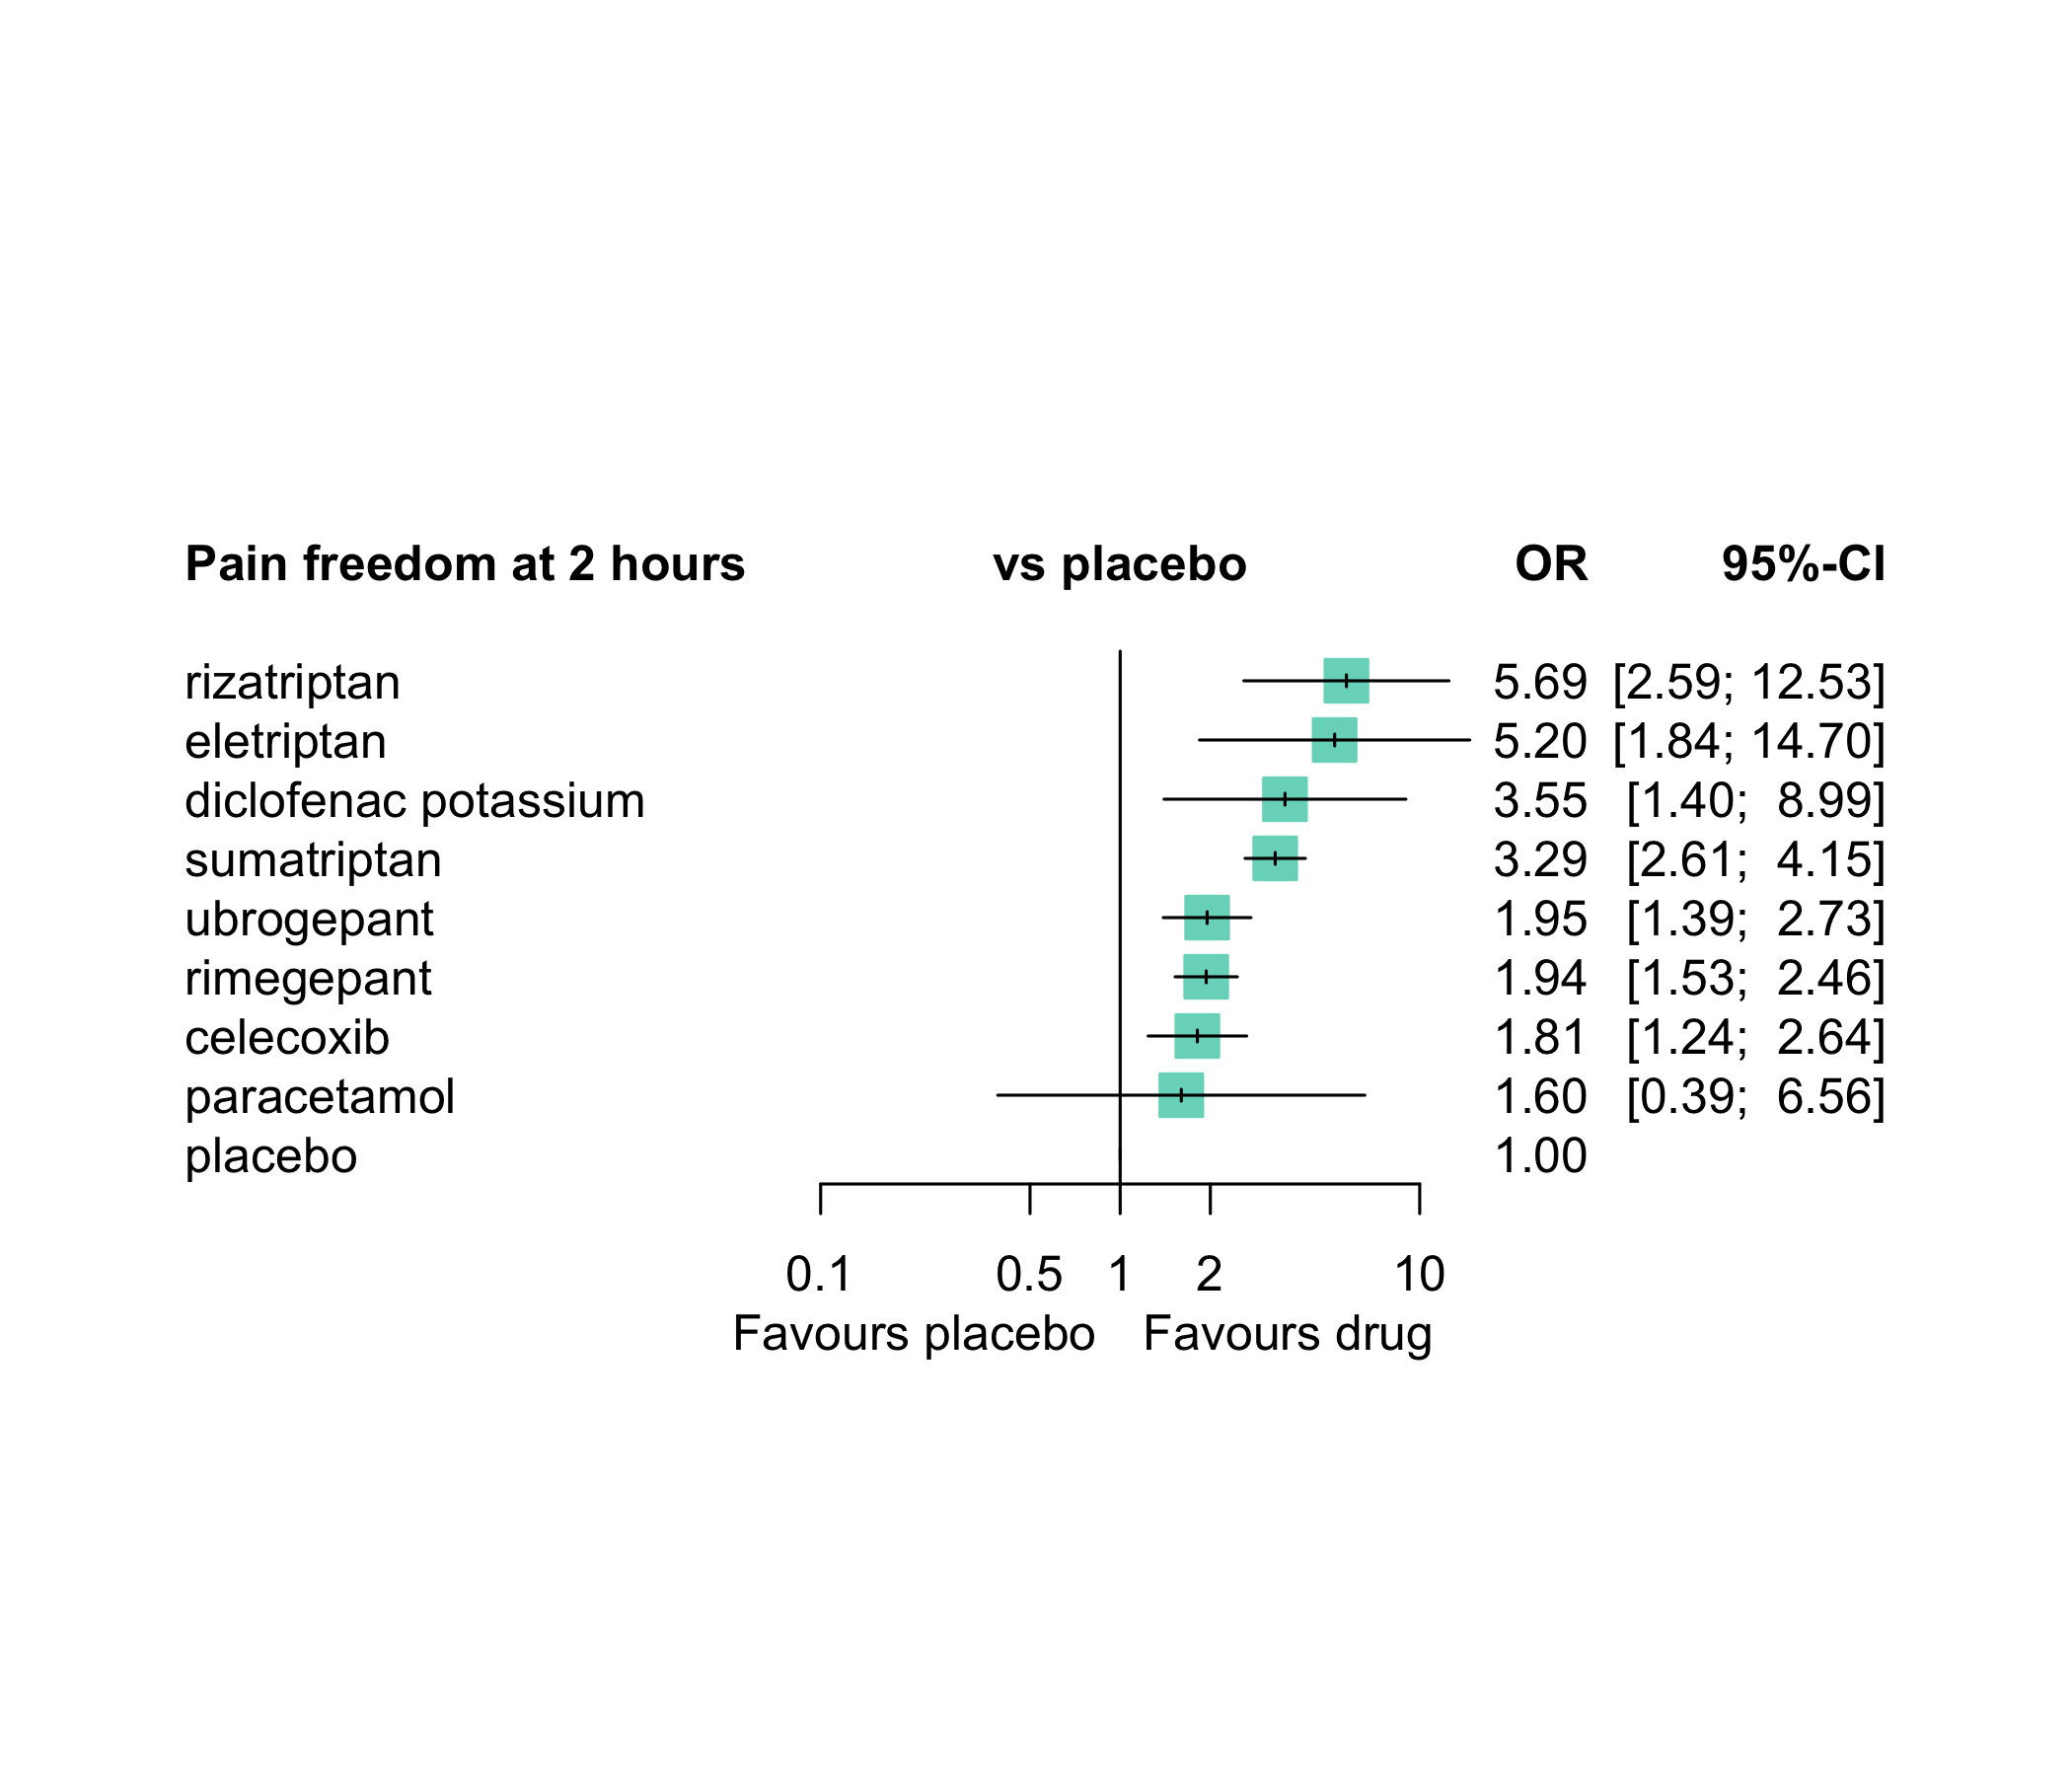 Pain freedom at 2 hours vs placebo OR 95%-CI
rizatriptan 5.69 [2.59; 12.53]
eletriptan 5.20 [1.84; 14.70]
diclofenac potassium 3.55 [1.40; 8.99]
sumatriptan 3.29 [2.61; 4.15]
ubrogepant 1.95 [1.39; 2.73]
rimegepant 1.94 [1.53; 2.46]
celecoxib 1.81 [1.24; 2.64]
paracetamol 1.60 [0.39; 6.56]
placebo 1.00
0.1 0.5 1 2 10
Favours placebo Favours drug